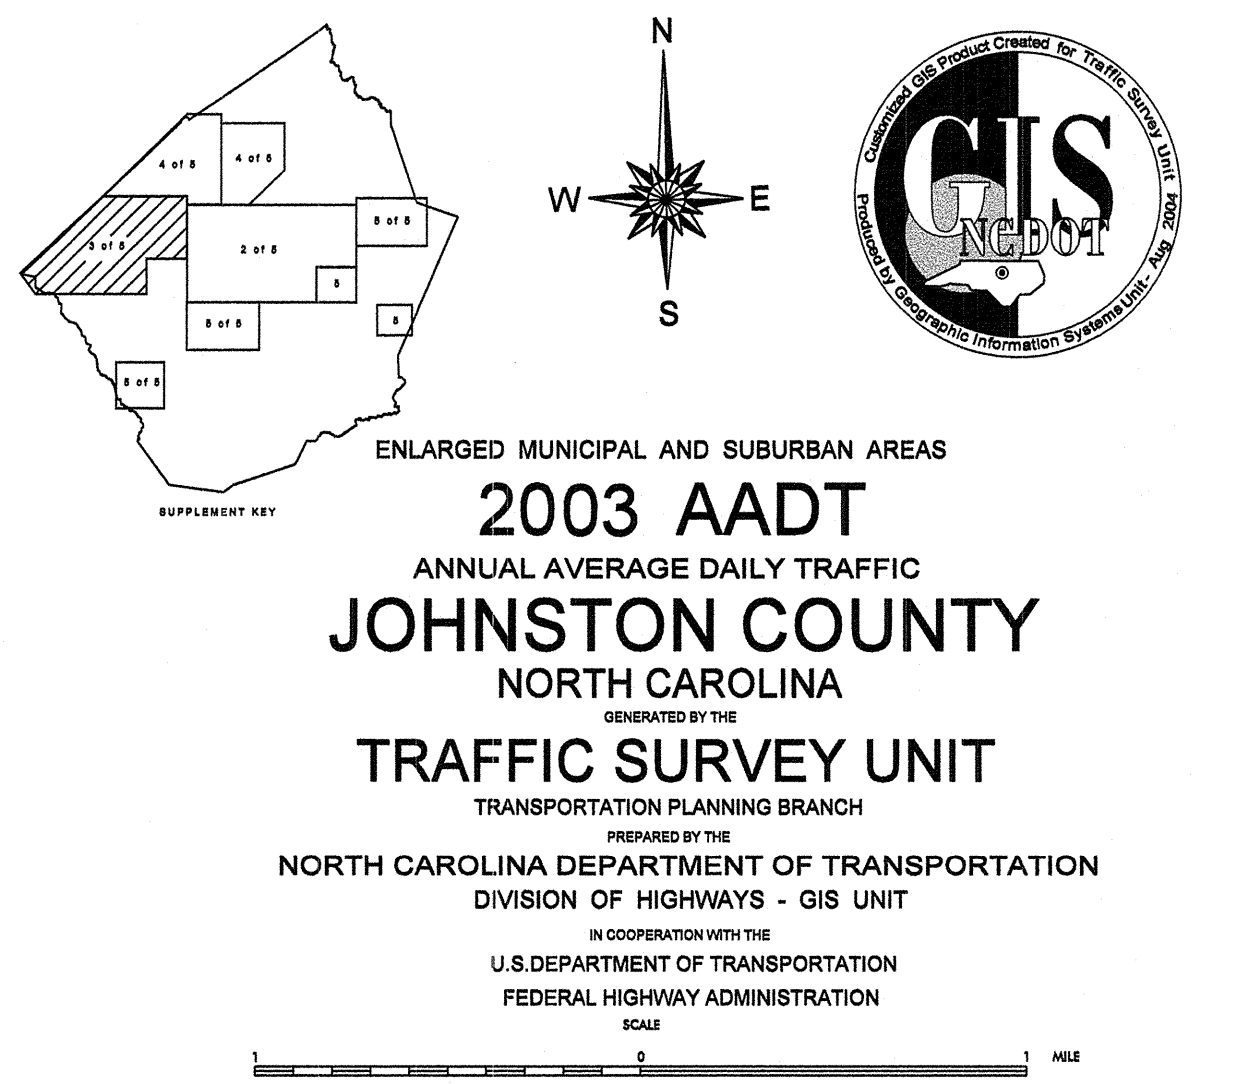 N
W
E
S
4 of 5
4 of 5
3 of 5
2 of 5
5 of 5
5
5 of 5
5
5 of 5
SUPPLEMENT KEY
Customized GIS Product Created for Traffic Survey Unit
GIS
NCDOT
Produced by Geographic Information Systems Unit - Aug 2004
ENLARGED MUNICIPAL AND SUBURBAN AREAS
2003 AADT
ANNUAL AVERAGE DAILY TRAFFIC
JOHNSTON COUNTY
NORTH CAROLINA
GENERATED BY THE
TRAFFIC SURVEY UNIT
TRANSPORTATION PLANNING BRANCH
PREPARED BY THE
NORTH CAROLINA DEPARTMENT OF TRANSPORTATION
DIVISION OF HIGHWAYS - GIS UNIT
IN COOPERATION WITH THE
U.S.DEPARTMENT OF TRANSPORTATION
FEDERAL HIGHWAY ADMINISTRATION
SCALE
1 0 1 MILE